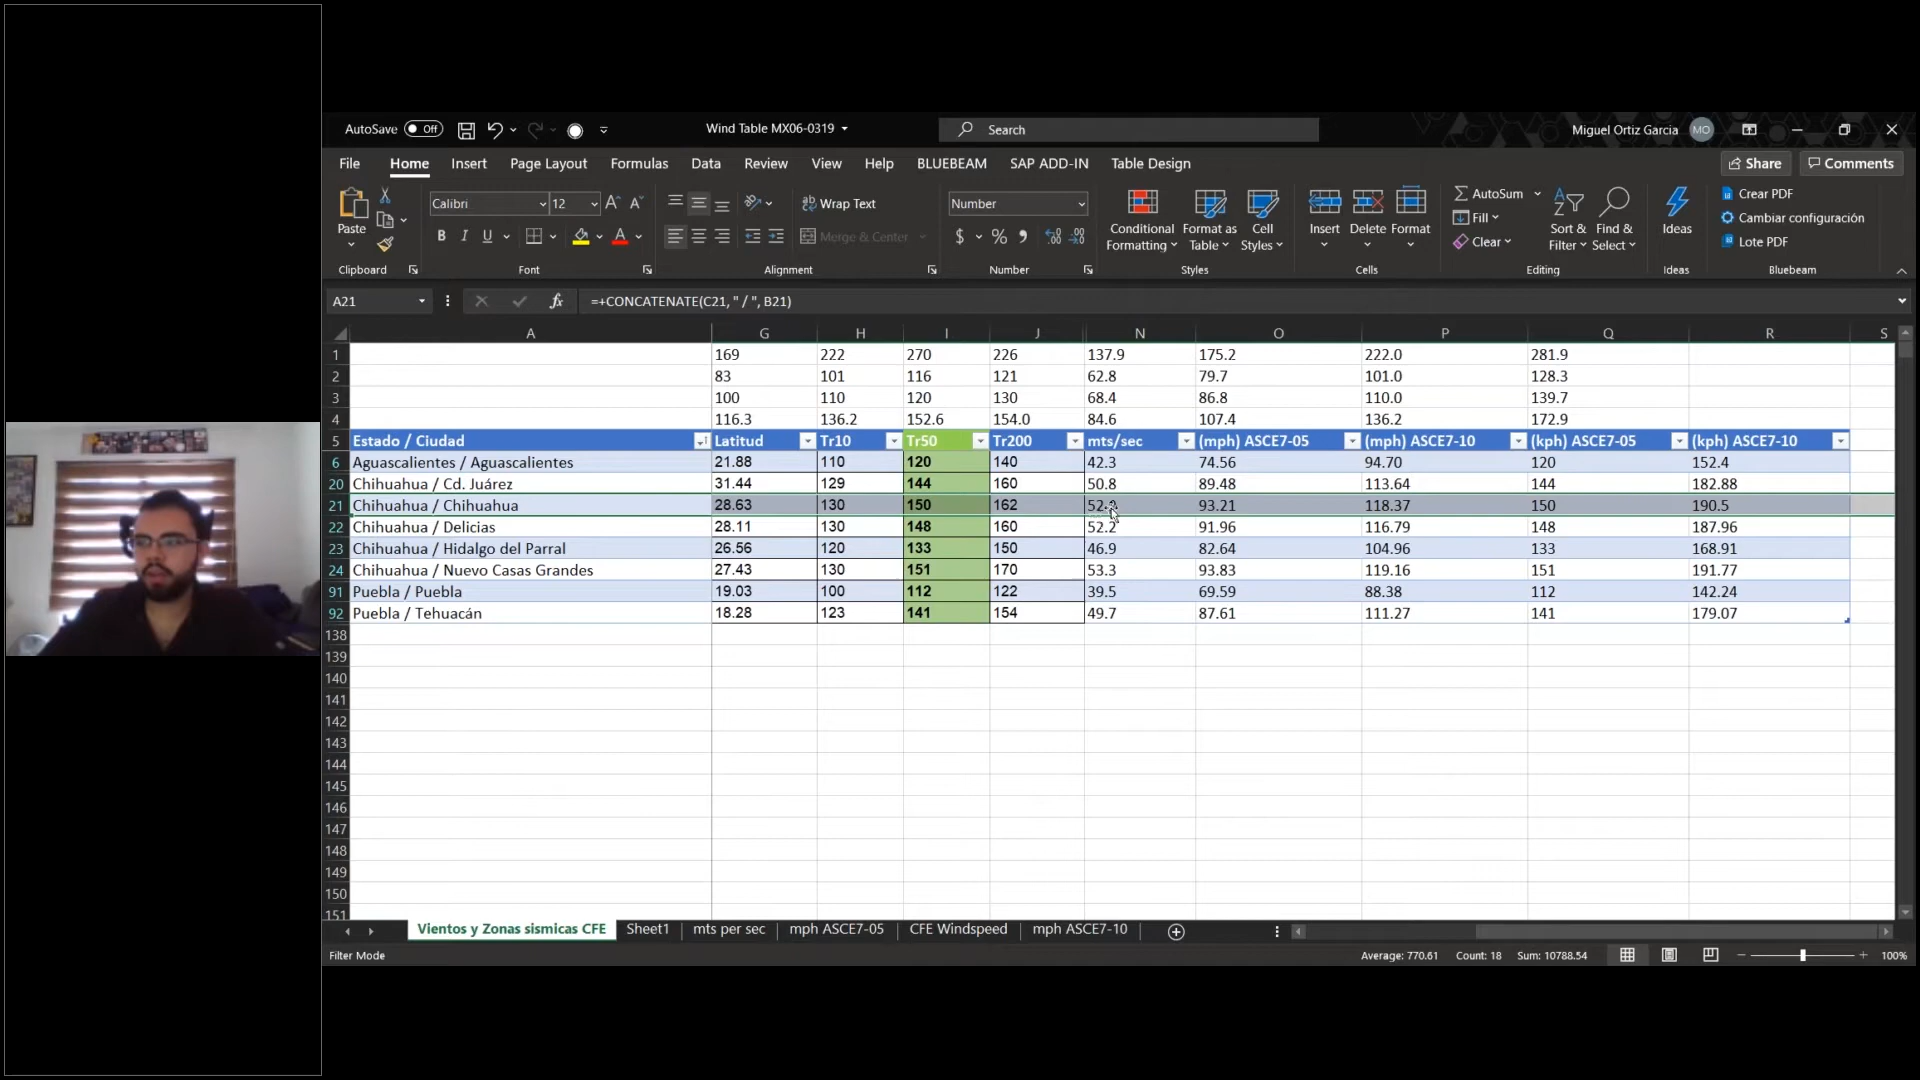 AutoSave Off Wind Table MX06-0319 Search Miguel Ortiz Garcia MO
File Home Insert Page Layout Formulas Data Review View Help BLUEBEAM SAP ADD-IN Table Design Share Comments
Paste Calibri 12 Wrap Text Number Conditional Formatting Format as Table Cell Styles Insert Delete Format AutoSum Sort & Filter Find & Select Ideas Crear PDF
B I U Merge & Center $ % Fill Cambiar configuración
Clear Lote PDF
Clipboard Font Alignment Number Styles Cells Editing Ideas Bluebeam
A21 fx =+CONCATENATE(C21, " / ", B21)
A G H I J N O P Q R S
1 169 222 270 226 137.9 175.2 222.0 281.9
2 83 101 116 121 62.8 79.7 101.0 128.3
3 100 110 120 130 68.4 86.8 110.0 139.7
4 116.3 136.2 152.6 154.0 84.6 107.4 136.2 172.9
5 Estado / Ciudad Latitud Tr10 Tr50 Tr200 mts/sec (mph) ASCE7-05 (mph) ASCE7-10 (kph) ASCE7-05 (kph) ASCE7-10
6 Aguascalientes / Aguascalientes 21.88 110 120 140 42.3 74.56 94.70 120 152.4
20 Chihuahua / Cd. Juárez 31.44 129 144 160 50.8 89.48 113.64 144 182.88
21 Chihuahua / Chihuahua 28.63 130 150 162 93.21 118.37 150 190.5
22 Chihuahua / Delicias 28.11 130 148 160 52.2 91.96 116.79 148 187.96
23 Chihuahua / Hidalgo del Parral 26.56 120 133 150 46.9 82.64 104.96 133 168.91
24 Chihuahua / Nuevo Casas Grandes 27.43 130 151 170 53.3 93.83 119.16 151 191.77
91 Puebla / Puebla 19.03 100 112 122 39.5 69.59 88.38 112 142.24
92 Puebla / Tehuacán 18.28 123 141 154 49.7 87.61 111.27 141 179.07
138
139
140
141
142
143
144
145
146
147
148
149
150
151
Vientos y Zonas sismicas CFE Sheet1 mts per sec mph ASCE7-05 CFE Windspeed mph ASCE7-10
Filter Mode Average: 770.61 Count: 18 Sum: 10788.54 100%